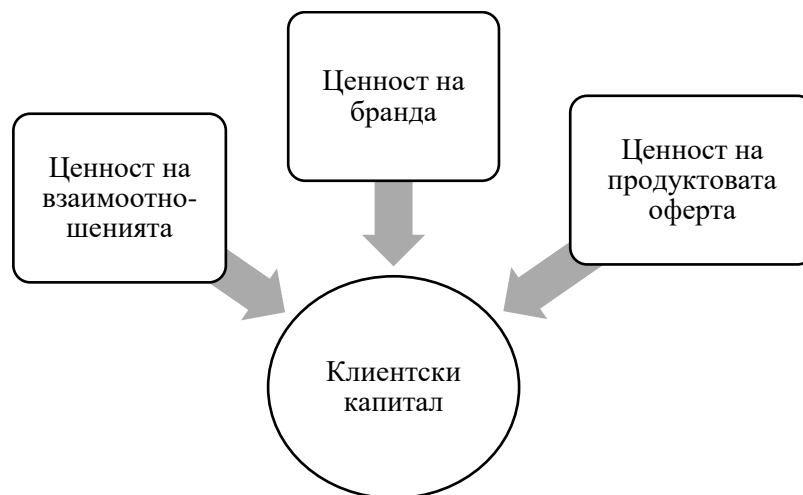 Ценност на
взаимоотно-
шенията
Ценност на
бранда
Ценност на
продуктовата
оферта
Клиентски
капитал